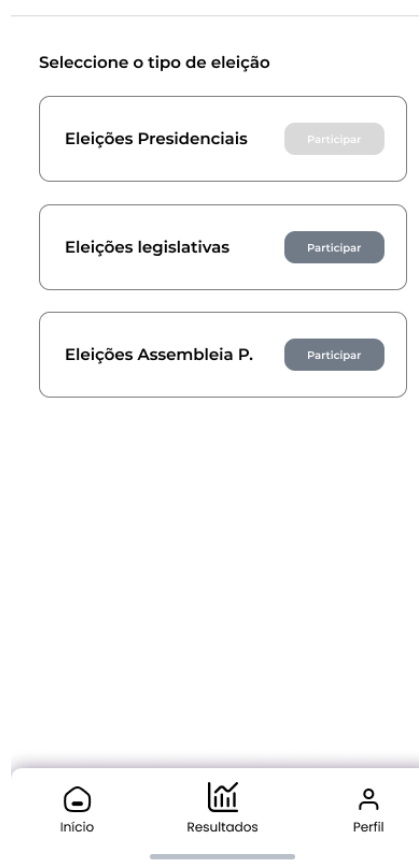 Seleccione o tipo de eleição
Eleições Presidenciais
Participar
Eleições legislativas
Participar
Eleições Assembleia P.
Participar
Início
Resultados
Perfil